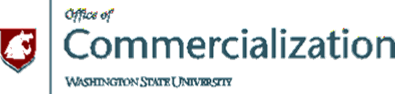 Office of
Commercialization
WASHINGTON STATE UNIVERSITY